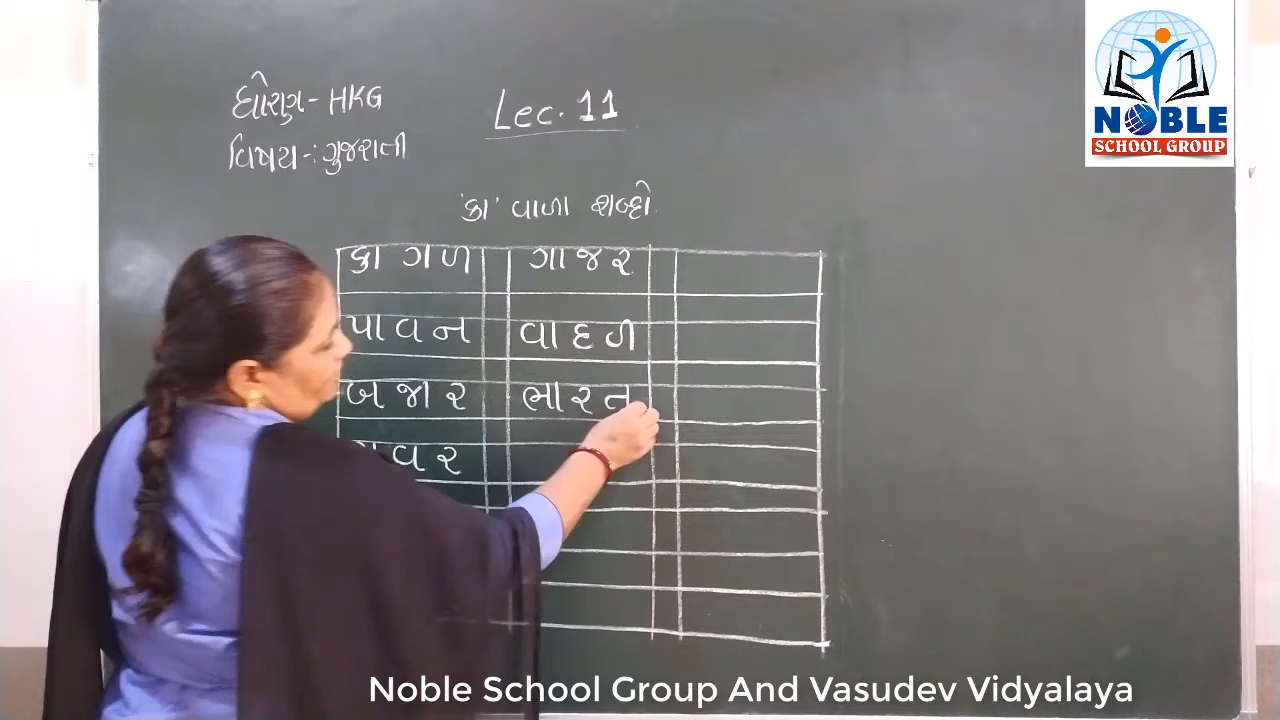 ધોરણ - HKG
Lec. 11
વિષય -: ગુજરાતી
'કા' વાળા શબ્દો
કાગળ ગાજર
પાવન વાદળી
બજાર ભારત
વર
NOBLE
SCHOOL GROUP
Noble School Group And Vasudev Vidyalaya